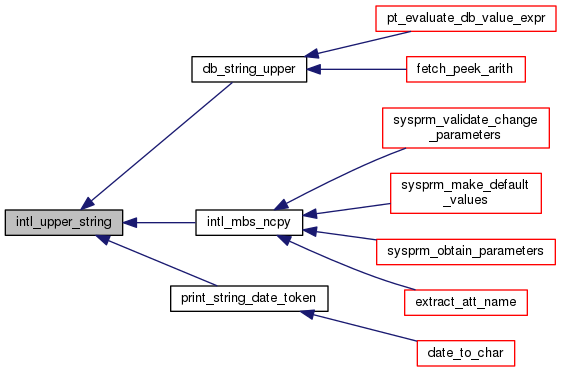 pt_evaluate_db_value_expr
db_string_upper
fetch_peek_arith
sysprm_validate_change
_parameters
sysprm_make_default
_values
intl_upper_string
intl_mbs_ncpy
sysprm_obtain_parameters
print_string_date_token
extract_att_name
date_to_char